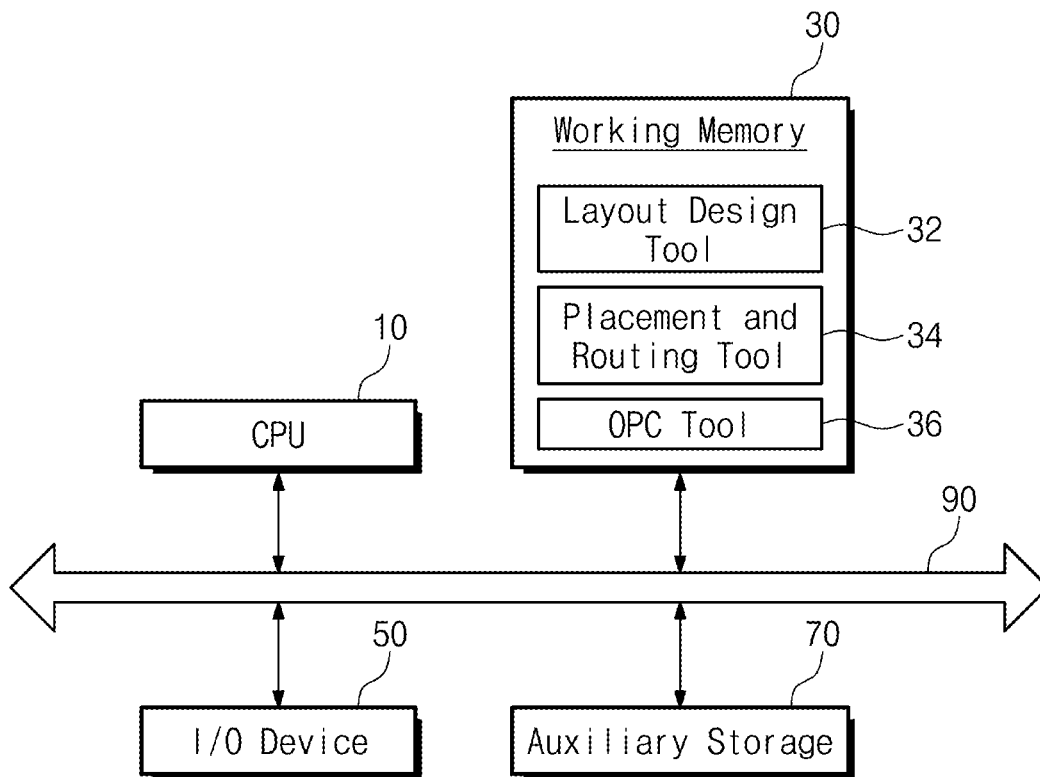 30
Working Memory
Layout Design
Tool
32
Placement and
Routing Tool
34
10
CPU
OPC Tool
36
90
50
70
I/O Device
Auxiliary Storage